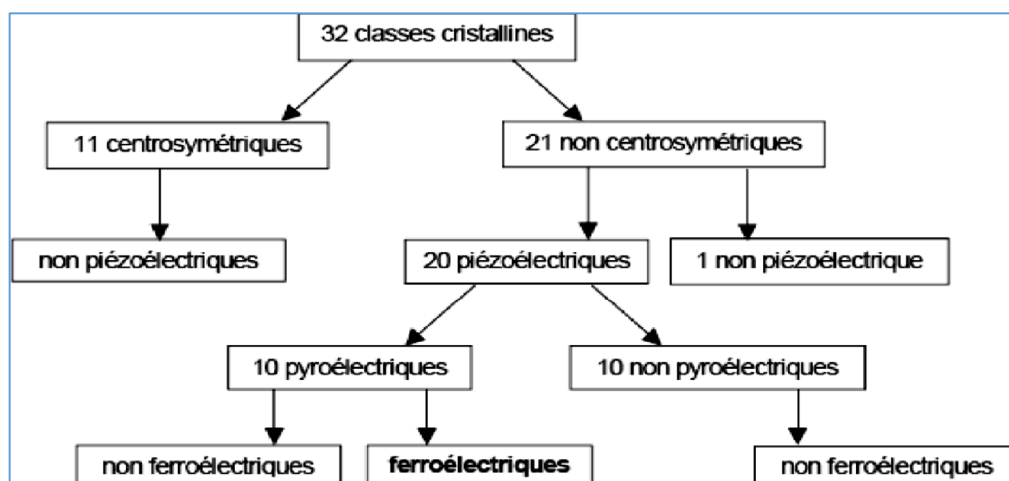 32 classes cristallines
11 centrosymétriques
21 non centrosymétriques
non piézoélectriques
20 piézoélectriques
1 non piézoélectrique
10 pyroélectriques
10 non pyroélectriques
non ferroélectriques
ferroélectriques
non ferroélectriques